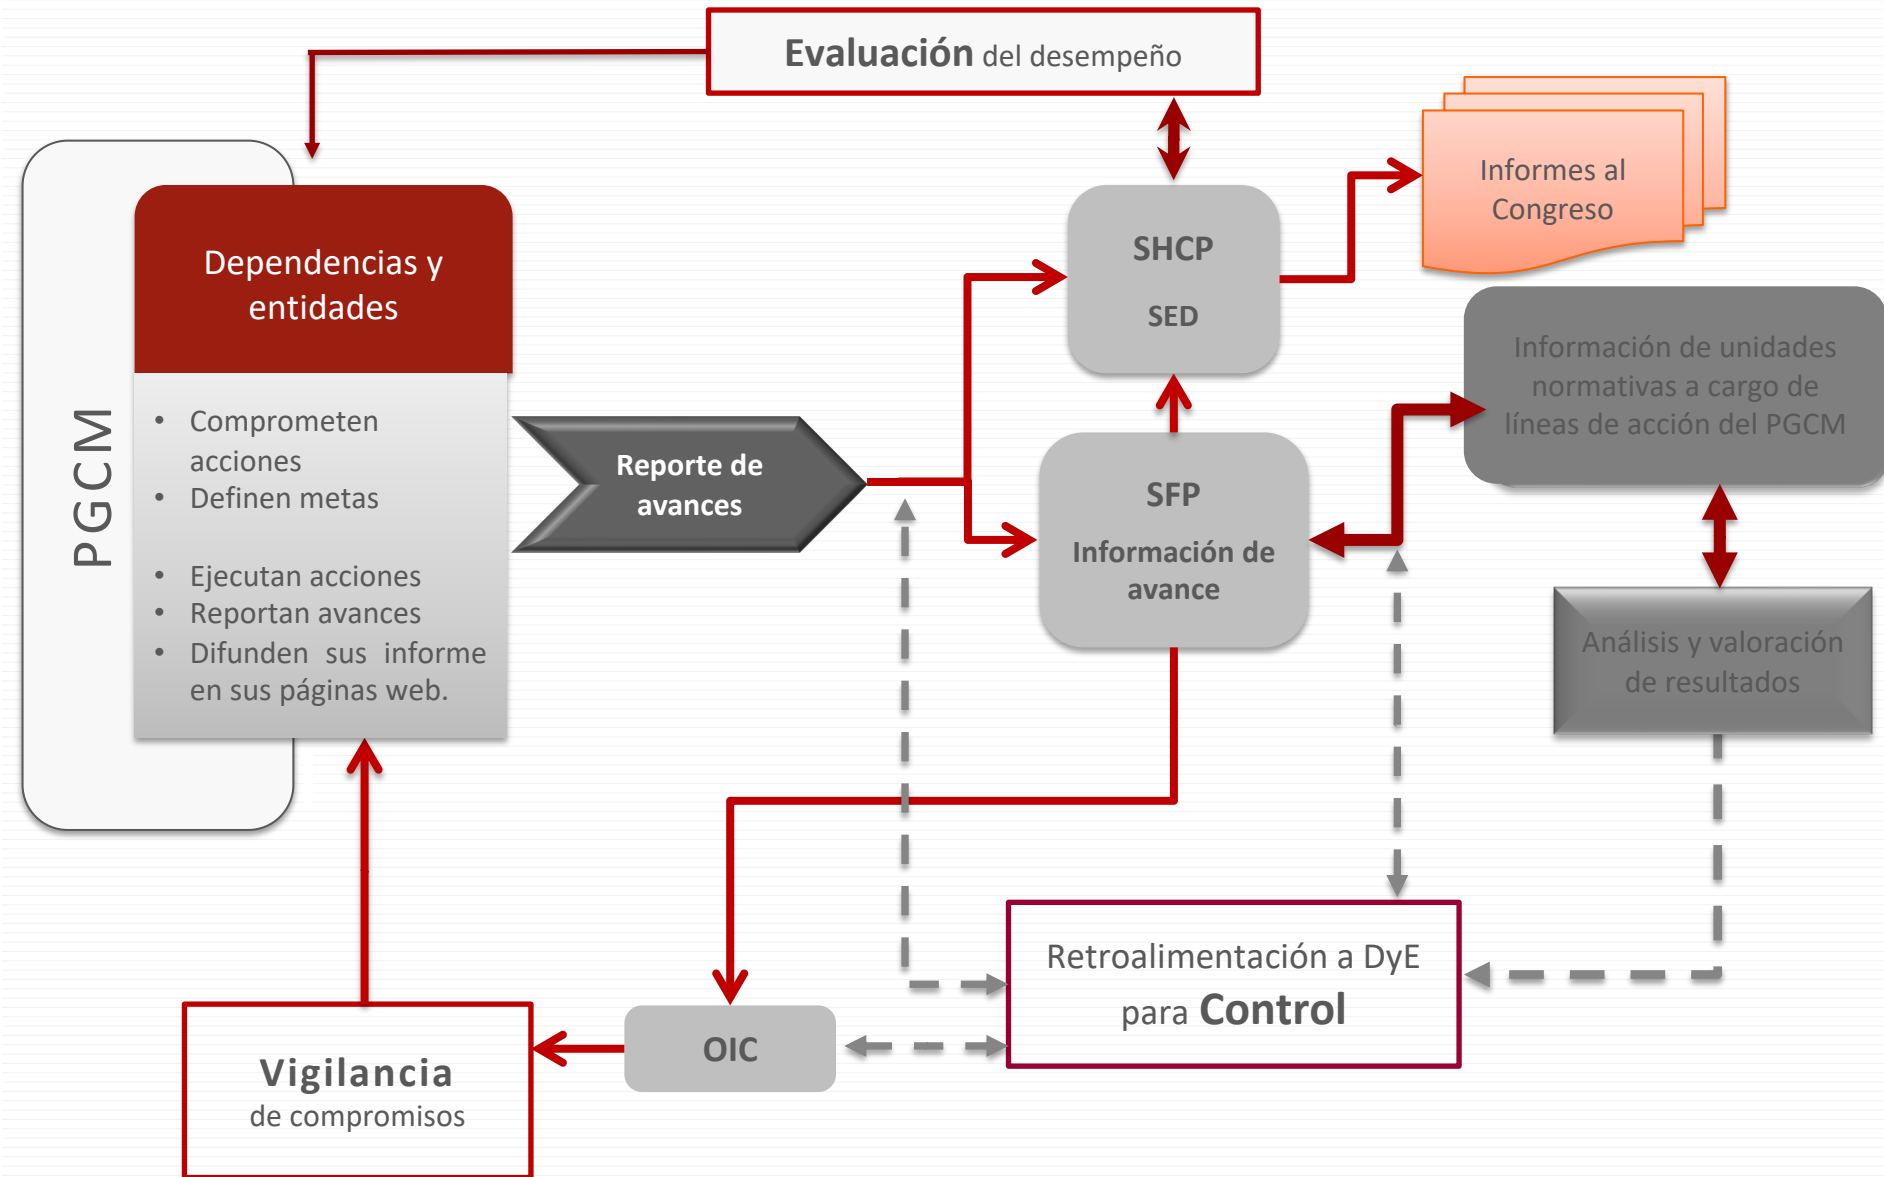 Evaluación del desempeño
Informes al
Congreso
PGCM
Dependencias y
entidades
• Comprometen
acciones
• Definen metas
• Ejecutan acciones
• Reportan avances
• Difunden sus informe
en sus páginas web.
Reporte de
avances
SHCP
SED
SFP
Información de
avance
Información de unidades
normativas a cargo de
líneas de acción del PGCM
Análisis y valoración
de resultados
Retroalimentación a DyE
para Control
OIC
Vigilancia
de compromisos